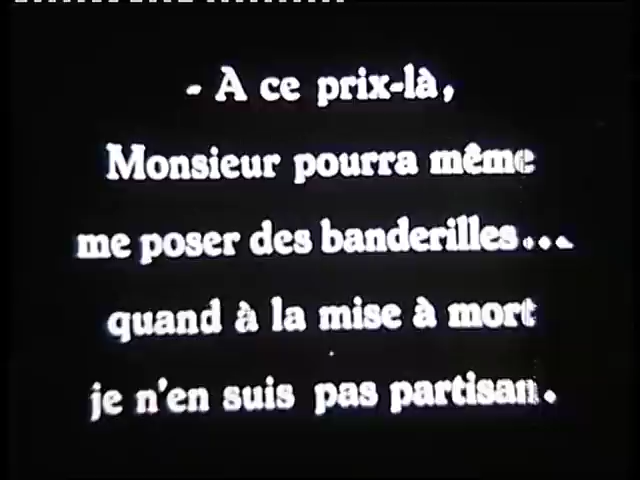 - A ce prix-là,
Monsieur pourra même
me poser des banderilles...
quand à la mise à mort
je n'en suis pas partisan.